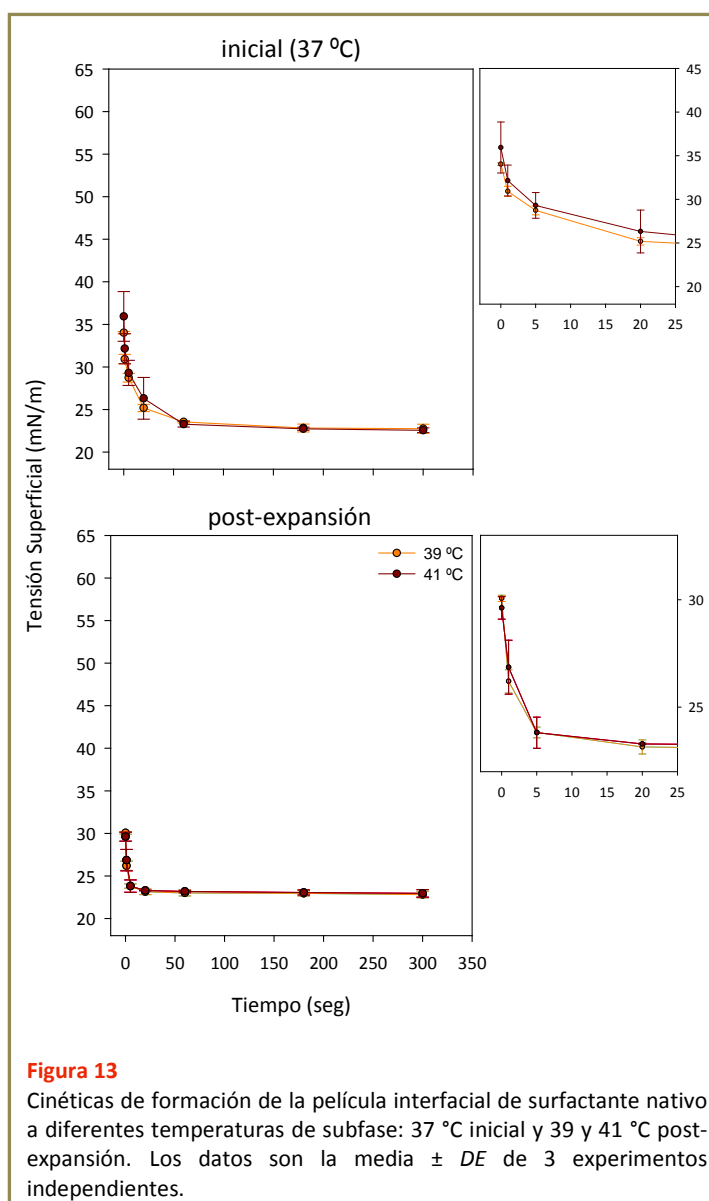 inicial (37 ⁰C)
65
60
55
50
45
40
35
30
25
20
45
40
35
30
25
20
0 5 10 15 20 25
Tensión Superficial (mN/m)
post-expansión
65
60
55
50
45
40
35
30
25
20
39 ⁰C
41 ⁰C
30
25
0 5 10 15 20 25
0 50 100 150 200 250 300 350
Tiempo (seg)
Figura 13
Cinéticas de formación de la película interfacial de surfactante nativo
a diferentes temperaturas de subfase: 37 °C inicial y 39 y 41 °C post-
expansión. Los datos son la media ± DE de 3 experimentos
independientes.